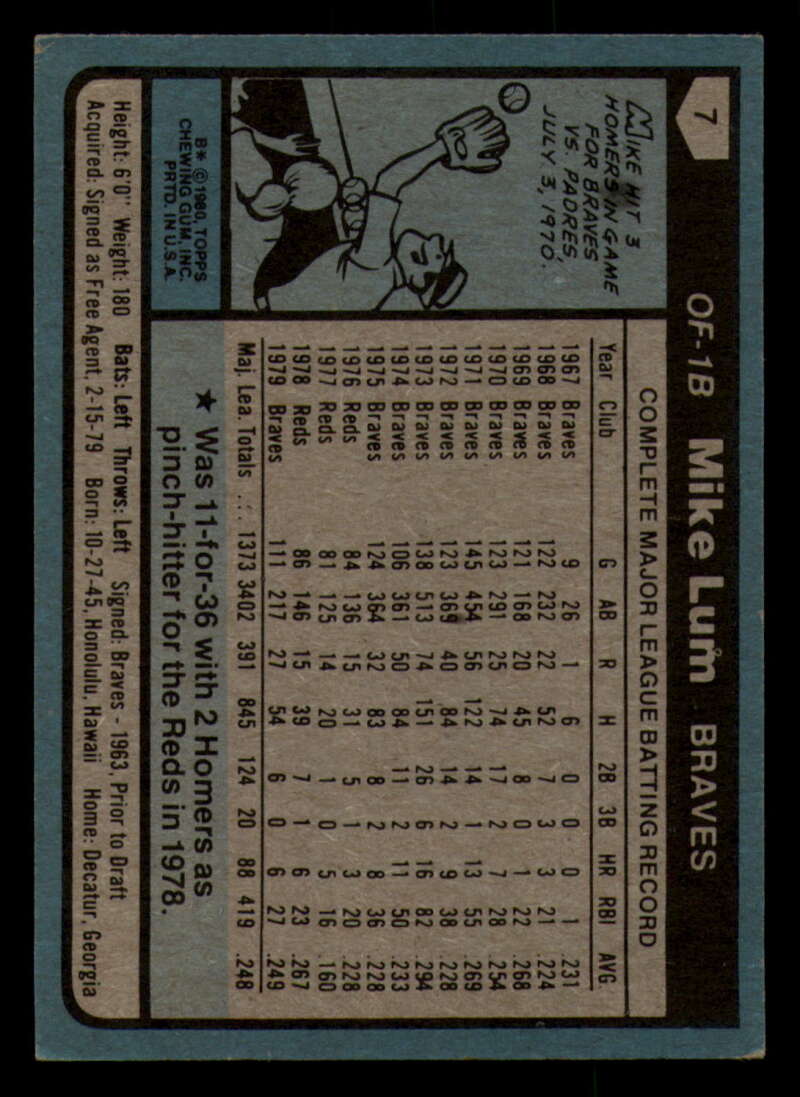 7
OF-1B Mike Lum BRAVES
MIKE HIT 3
HOMERS IN GAME
FOR BRAVES
VS. PADRES,
JULY 3, 1970.
B* © 1980, TOPPS
CHEWING GUM, INC.
PRTD. IN U.S.A.
COMPLETE MAJOR LEAGUE BATTING RECORD
Year Club G AB R H 2B 3B HR RBI AVG
1967 Braves 9 26 1 6 0 0 0 1 .231
1968 Braves 122 232 22 52 7 3 3 21 .224
1969 Braves 121 168 20 45 8 0 1 22 .268
1970 Braves 123 291 25 74 17 2 7 28 .254
1971 Braves 145 454 56 122 14 1 13 55 .269
1972 Braves 123 369 40 84 14 2 9 38 .228
1973 Braves 138 513 74 151 26 6 16 82 .294
1974 Braves 106 361 50 84 11 2 11 50 .233
1975 Braves 124 364 32 83 8 2 8 36 .228
1976 Reds 84 136 15 31 5 1 3 20 .228
1977 Reds 81 125 14 20 1 0 5 16 .160
1978 Reds 86 146 15 39 7 1 6 23 .267
1979 Braves 111 217 27 54 6 0 6 27 .249
Maj. Lea. Totals ... 1373 3402 391 845 124 20 88 419 .248
★ Was 11-for-36 with 2 Homers as
pinch-hitter for the Reds in 1978.
Height: 6'0" Weight: 180 Bats: Left Throws: Left Signed: Braves - 1963, Prior to Draft
Acquired: Signed as Free Agent, 2-15-79 Born: 10-27-45, Honolulu, Hawaii Home: Decatur, Georgia